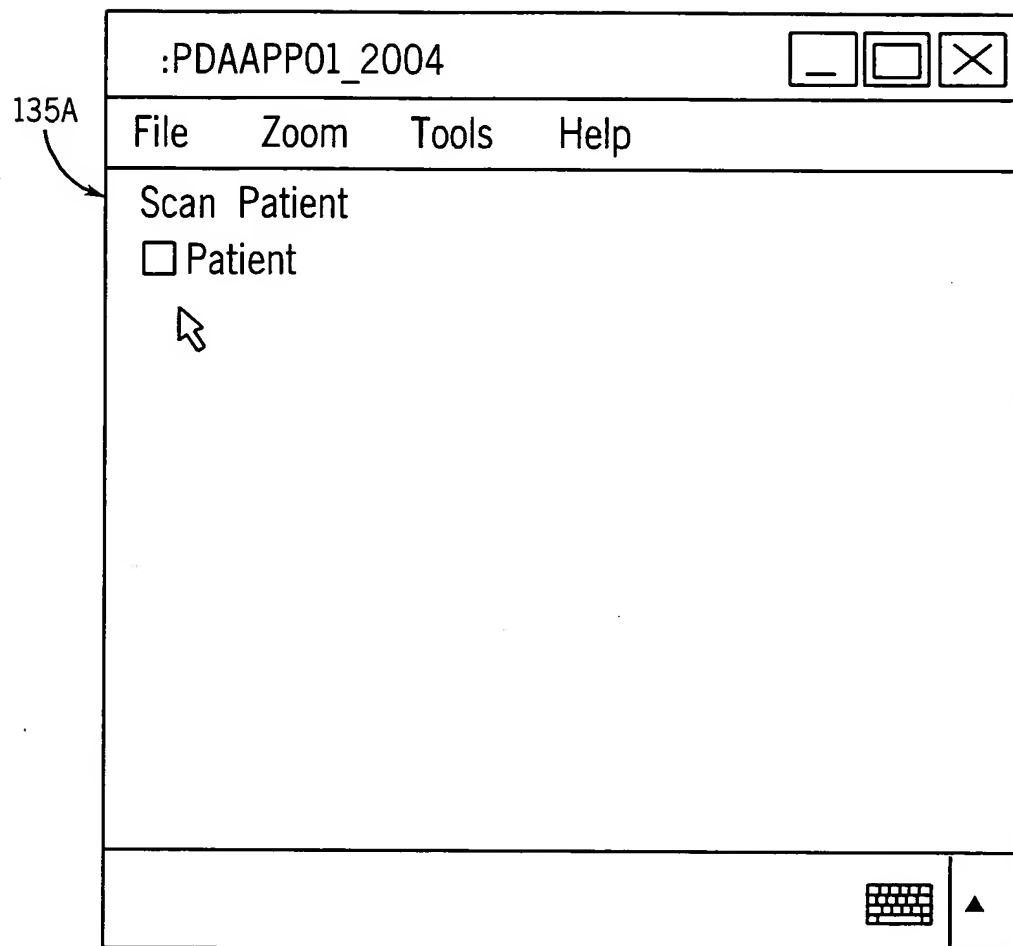 :PDAAPP01_2004
135A
File Zoom Tools Help
Scan Patient
Patient